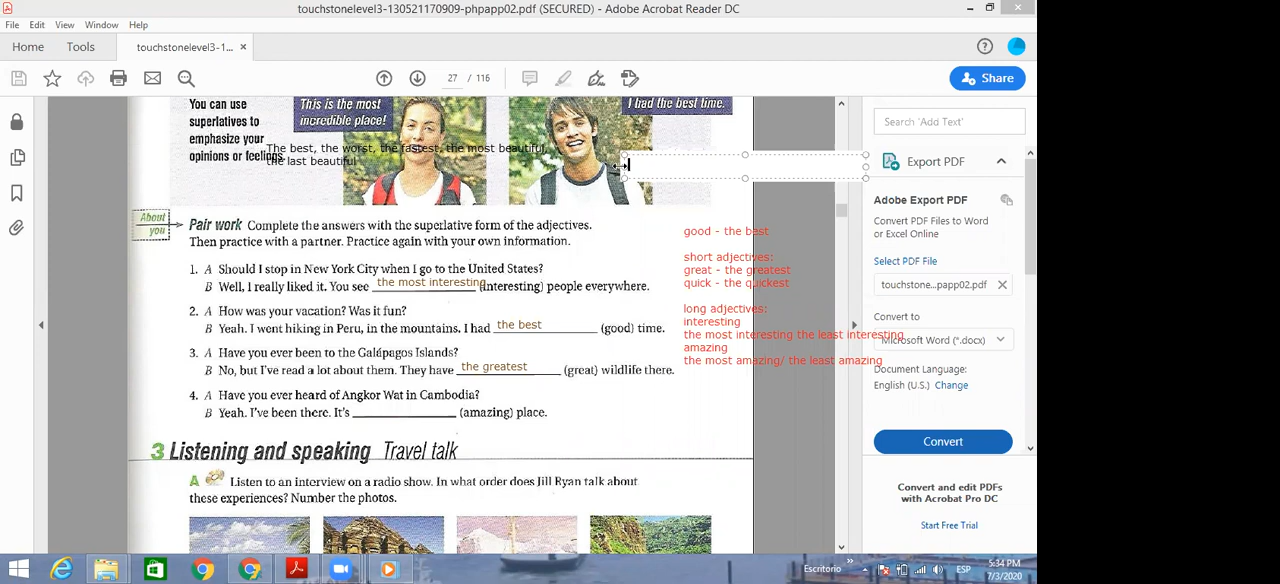 touchstonelevel3-130521170909-phpapp02.pdf (SECURED) - Adobe Acrobat Reader DC
File Edit View Window Help
Home Tools touchstonelevel3-1... ×
27 / 116
Share
You can use
superlatives to
emphasize your
opinions or feelings.
This is the most
incredible place!
I had the best time.
The best, the worst, the fastest, the most beautiful,
the last beautiful
About
you
Pair work Complete the answers with the superlative form of the adjectives.
Then practice with a partner. Practice again with your own information.
1. A Should I stop in New York City when I go to the United States?
B Well, I really liked it. You see the most interesting (interesting) people everywhere.
2. A How was your vacation? Was it fun?
B Yeah. I went hiking in Peru, in the mountains. I had the best (good) time.
3. A Have you ever been to the Galápagos Islands?
B No, but I've read a lot about them. They have the greatest (great) wildlife there.
4. A Have you ever heard of Angkor Wat in Cambodia?
B Yeah. I've been there. It's ____________ (amazing) place.
good - the best
short adjectives:
great - the greatest
quick - the quickest
long adjectives:
interesting
the most interesting the least interesting
amazing
the most amazing/ the least amazing
3 Listening and speaking Travel talk
A Listen to an interview on a radio show. In what order does Jill Ryan talk about
these experiences? Number the photos.
Search 'Add Text'
Export PDF
Adobe Export PDF
Convert PDF Files to Word
or Excel Online
Select PDF File
touchstone...papp02.pdf ×
Convert to
Microsoft Word (*.docx)
Document Language:
English (U.S.) Change
Convert
Convert and edit PDFs
with Acrobat Pro DC
Start Free Trial
Escritorio » ESP 5:34 PM
7/3/2020